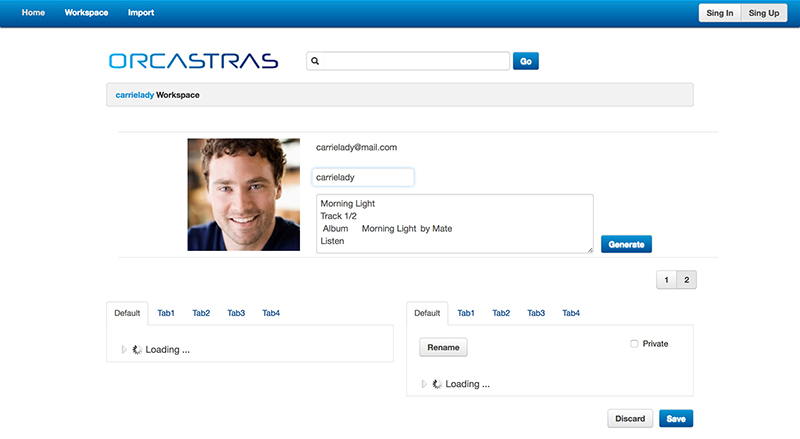 Home Workspace Import Sing In Sing Up
ORCASTRAS Go
carrielady Workspace
carrielady@mail.com
carrielady
Morning Light
Track 1/2
Album Morning Light by Mate
Listen
Generate
1 2
Default Tab1 Tab2 Tab3 Tab4
Loading ...
Default Tab1 Tab2 Tab3 Tab4
Rename Private
Loading ...
Discard Save